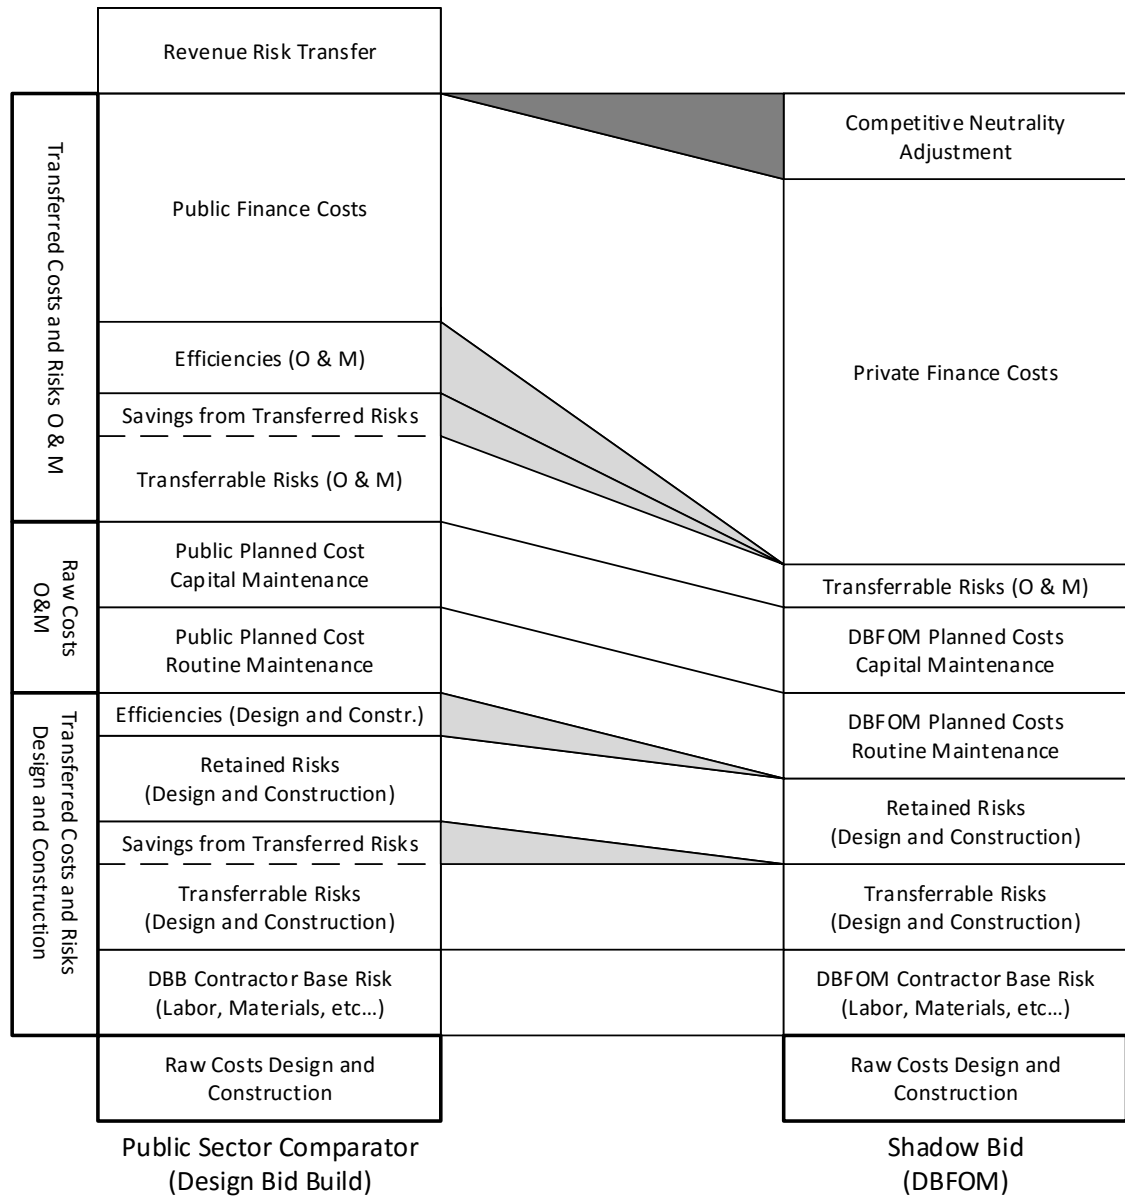 Revenue Risk Transfer
Transferred Costs and Risks O & M
Public Finance Costs
Efficiencies (O & M)
Savings from Transferred Risks
Transferrable Risks (O & M)
Raw Costs
O&M
Public Planned Cost
Capital Maintenance
Public Planned Cost
Routine Maintenance
Transferred Costs and Risks
Design and Construction
Efficiencies (Design and Constr.)
Retained Risks
(Design and Construction)
Savings from Transferred Risks
Transferrable Risks
(Design and Construction)
DBB Contractor Base Risk
(Labor, Materials, etc…)
Raw Costs Design and
Construction
Public Sector Comparator
(Design Bid Build)
Competitive Neutrality
Adjustment
Private Finance Costs
Transferrable Risks (O & M)
DBFOM Planned Costs
Capital Maintenance
DBFOM Planned Costs
Routine Maintenance
Retained Risks
(Design and Construction)
Transferrable Risks
(Design and Construction)
DBFOM Contractor Base Risk
(Labor, Materials, etc…)
Raw Costs Design and
Construction
Shadow Bid
(DBFOM)